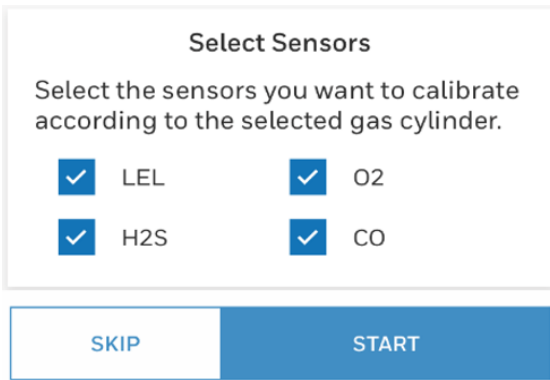 Select Sensors
Select the sensors you want to calibrate
according to the selected gas cylinder.
LEL O2
H2S CO
SKIP START